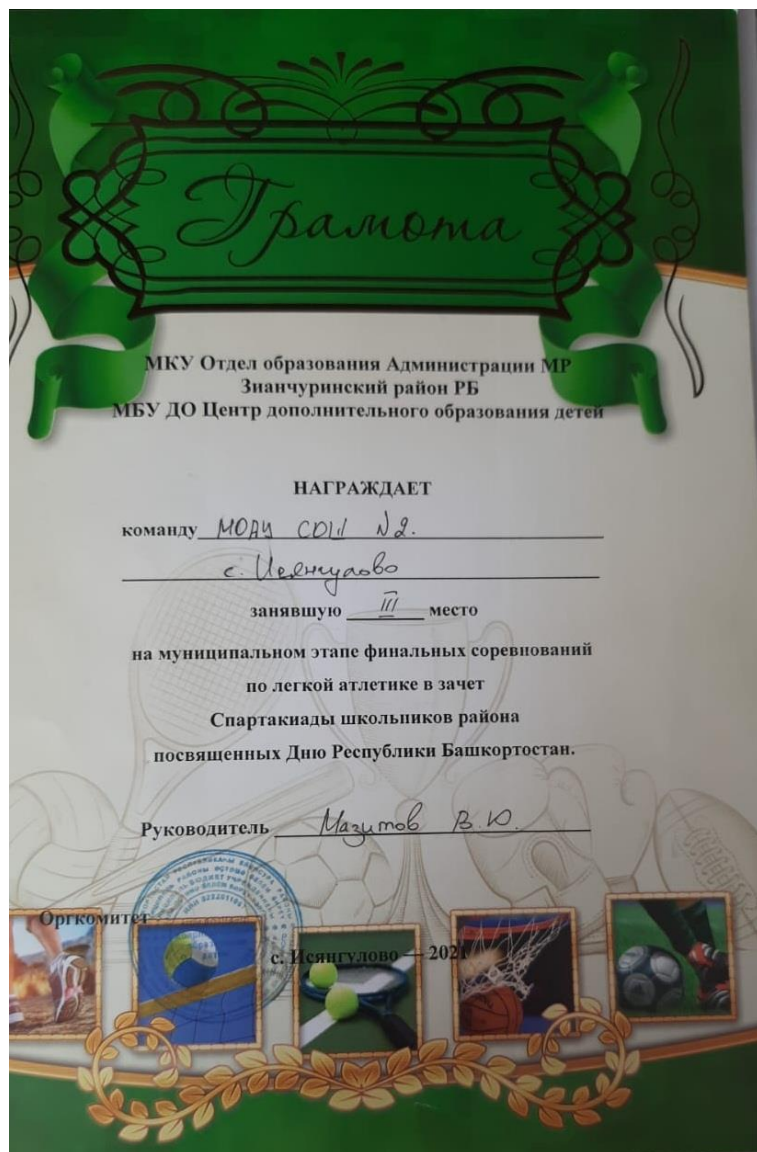 Грамота
МКУ Отдел образования Администрации МР
Зианчуринский район РБ
МБУ ДО Центр дополнительного образования детей
НАГРАЖДАЕТ
команду МОАУ СОШ №2.
с. Исянгулово
занявшую III место
на муниципальном этапе финальных соревнований
по легкой атлетике в зачет
Спартакиады школьников района
посвященных Дню Республики Башкортостан.
Руководитель Мазитов В.Ю.
Оргкомитет
с. Исянгулово — 2021